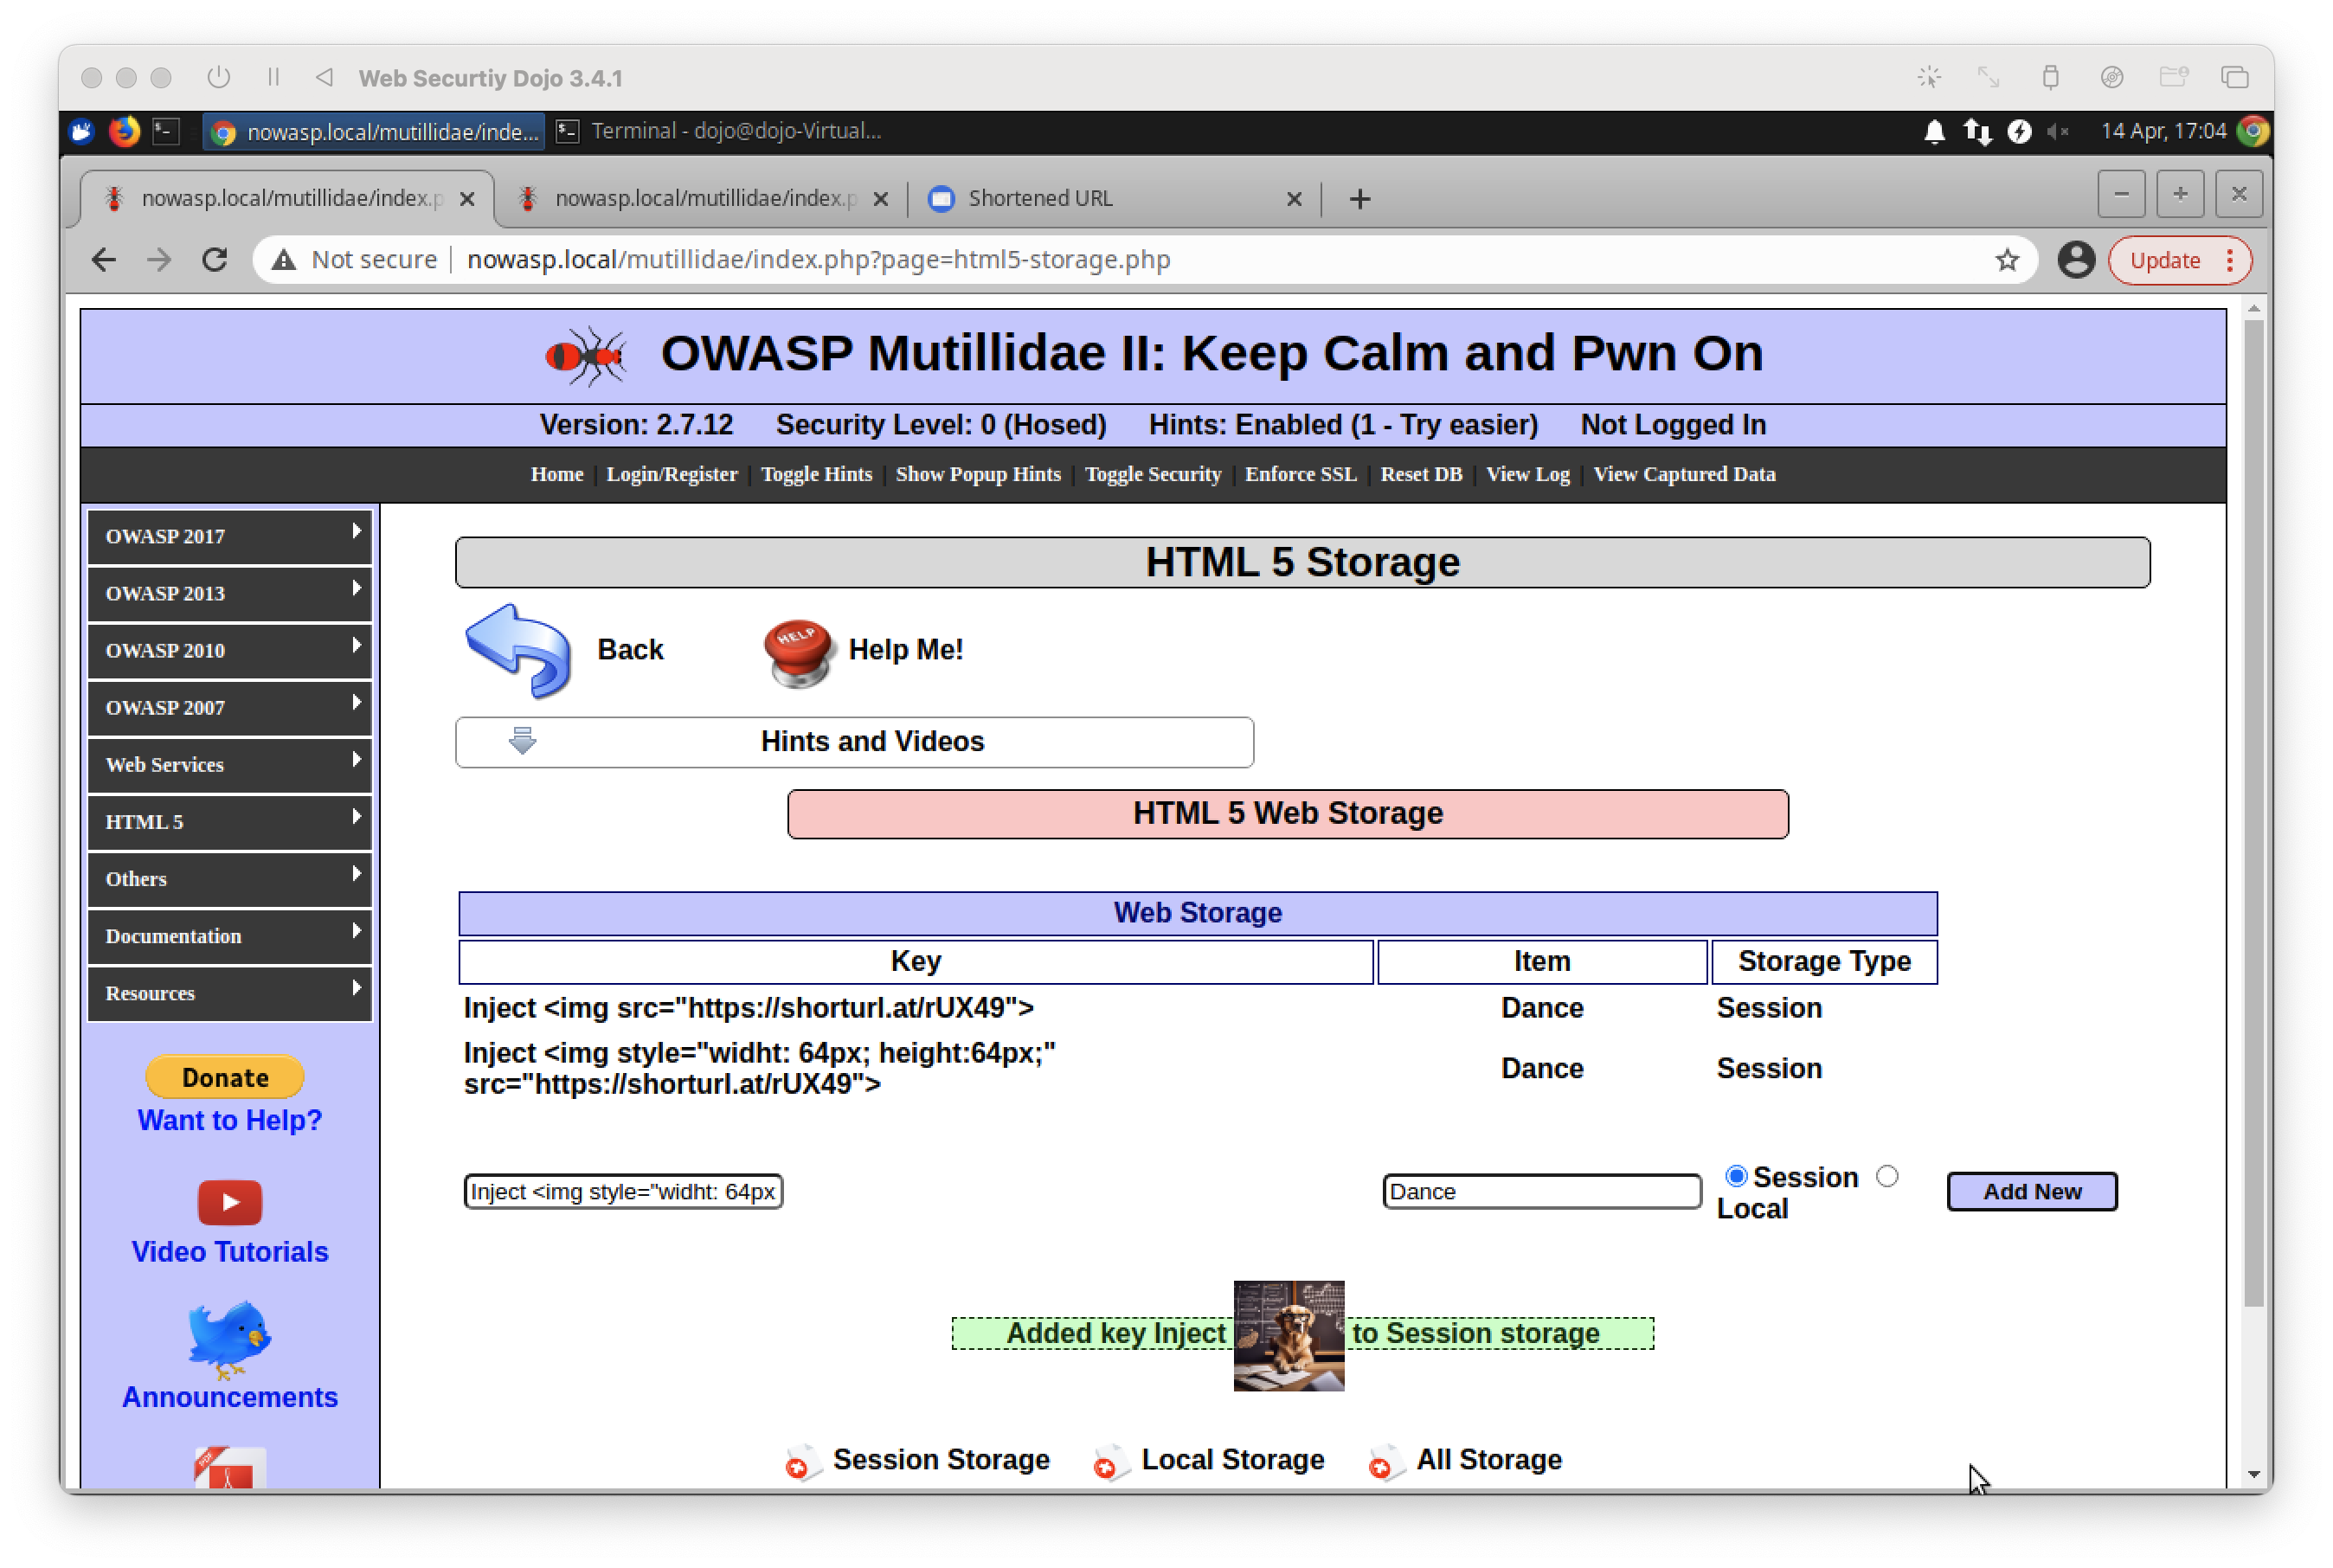 Web Securtiy Dojo 3.4.1
nowasp.local/mutillidae/inde...
Terminal - dojo@dojo-Virtual...
14 Apr, 17:04
nowasp.local/mutillidae/index.p
nowasp.local/mutillidae/index.p
Shortened URL
Not secure
nowasp.local/mutillidae/index.php?page=html5-storage.php
Update
OWASP Mutillidae II: Keep Calm and Pwn On
Version: 2.7.12 Security Level: 0 (Hosed) Hints: Enabled (1 - Try easier) Not Logged In
Home | Login/Register | Toggle Hints | Show Popup Hints | Toggle Security | Enforce SSL | Reset DB | View Log | View Captured Data
OWASP 2017
OWASP 2013
OWASP 2010
OWASP 2007
Web Services
HTML 5
Others
Documentation
Resources
Donate
Want to Help?
Video Tutorials
Announcements
PDF
HTML 5 Storage
Back
HELP
Help Me!
Hints and Videos
HTML 5 Web Storage
Web Storage
Key Item Storage Type
Inject <img src="https://shorturl.at/rUX49"> Dance Session
Inject <img style="widht: 64px; height:64px;"
src="https://shorturl.at/rUX49"> Dance Session
Inject <img style="widht: 64px
Dance
Session
Local
Add New
Added key Inject to Session storage
Session Storage Local Storage All Storage